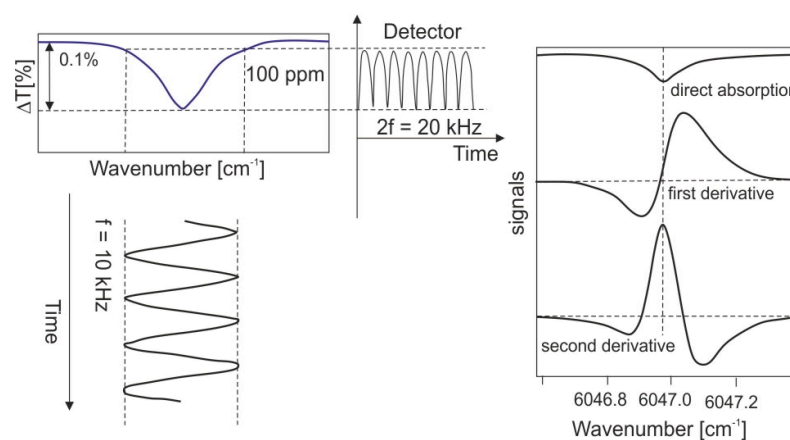 ΔT[%]
0.1%
100 ppm
Wavenumber [cm⁻¹]
Detector
2f = 20 kHz
Time
f = 10 kHz
Time
signals
direct absorption
first derivative
second derivative
6046.8 6047.0 6047.2
Wavenumber [cm⁻¹]